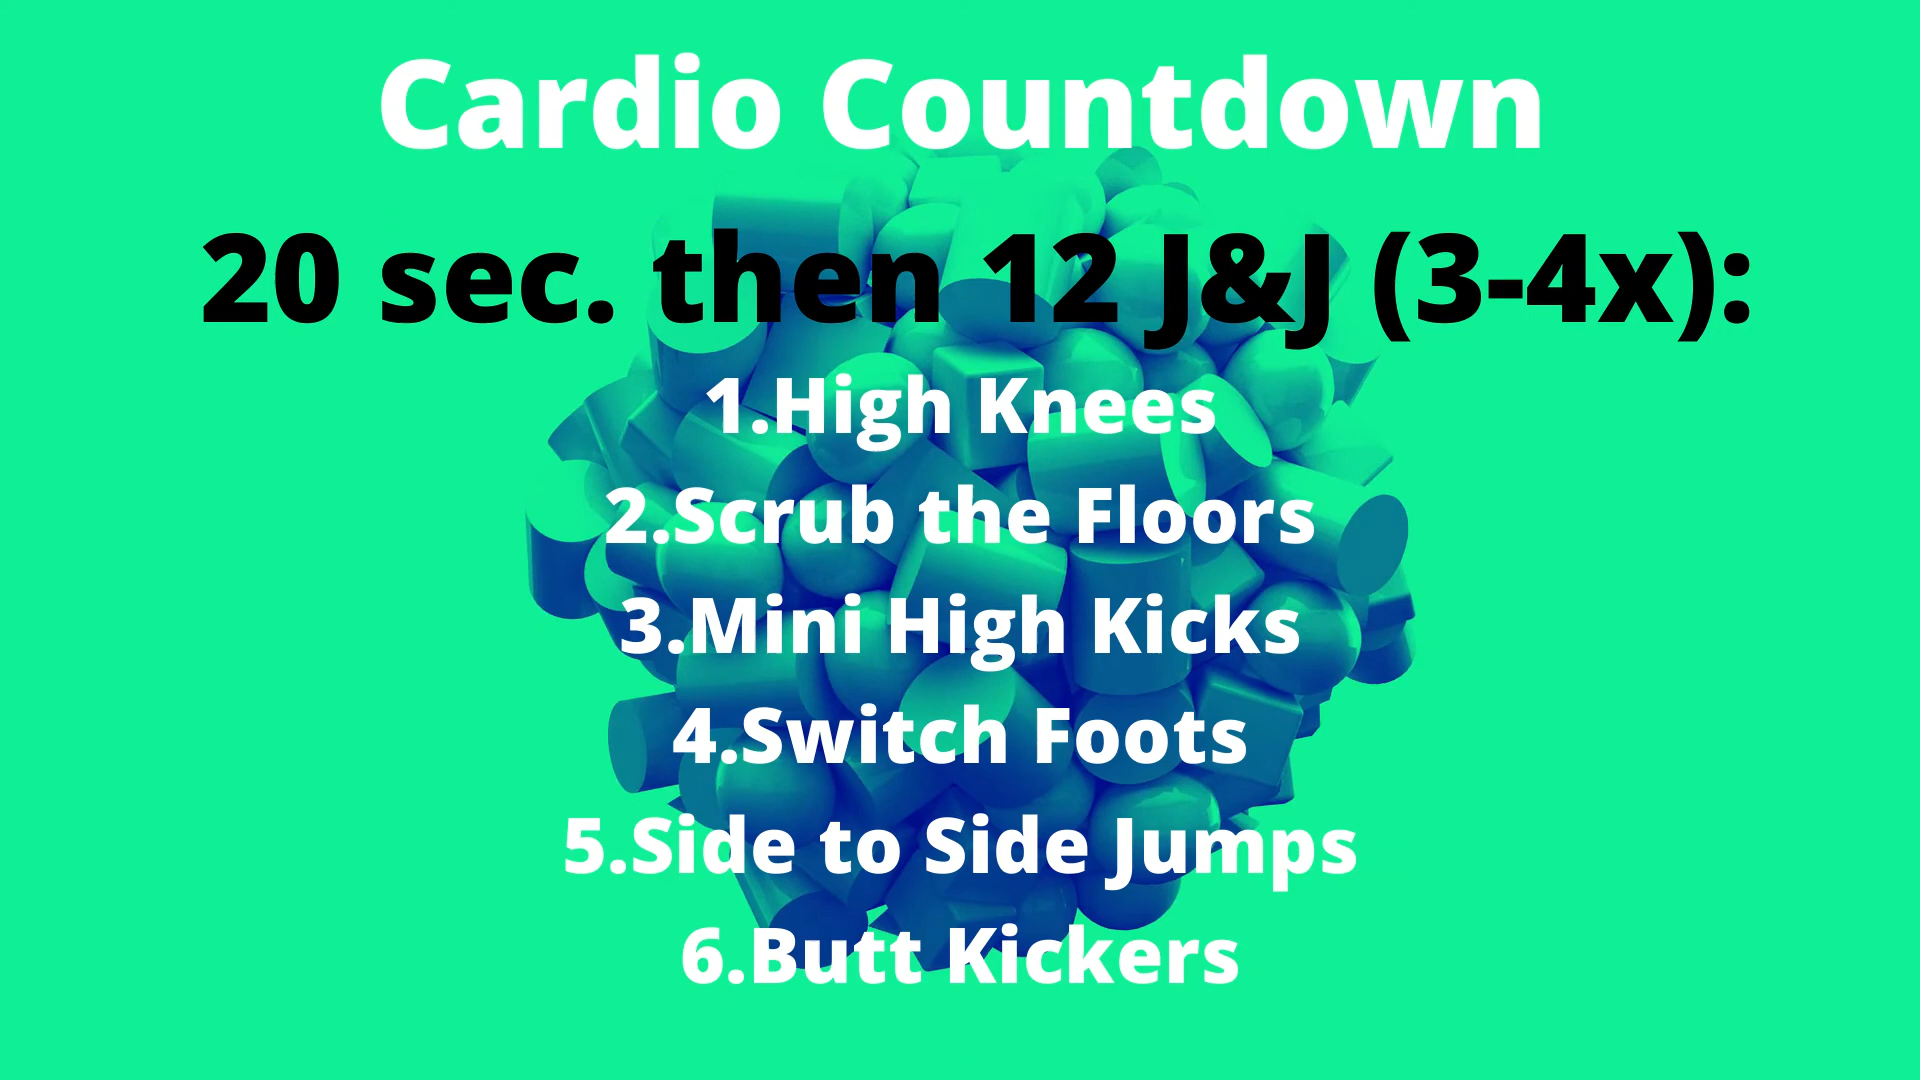 Cardio Countdown
20 sec. then 12 J&J (3-4x):
1.High Knees
2.Scrub the Floors
3.Mini High Kicks
4.Switch Foots
5.Side to Side Jumps
6.Butt Kickers